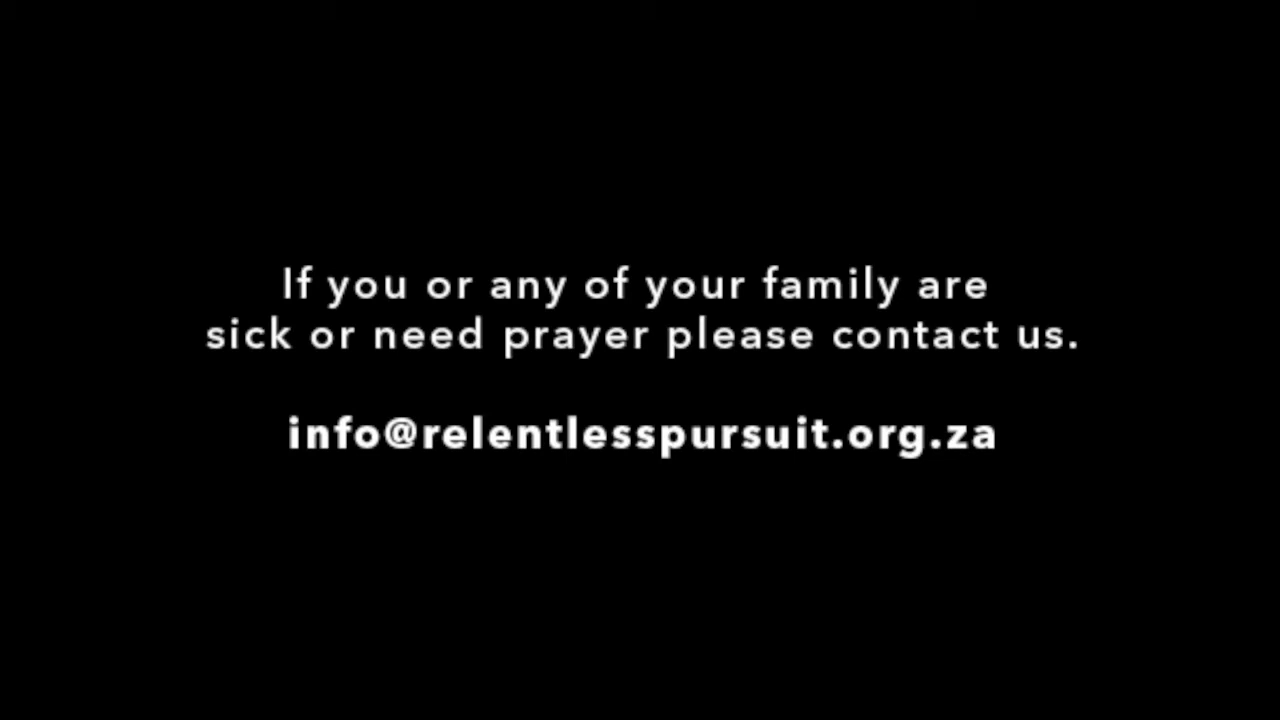 If you or any of your family are
sick or need prayer please contact us.
info@relentlesspursuit.org.za